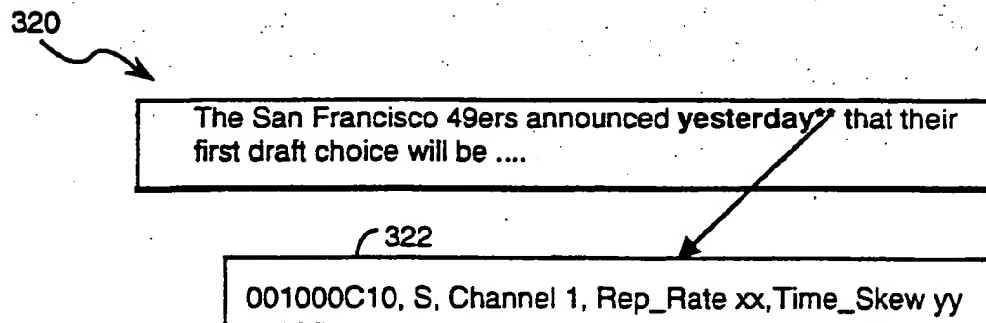 320
The San Francisco 49ers announced yesterday** that their
first draft choice will be ....
322
001000C10, S, Channel 1, Rep_Rate xx,Time_Skew yy